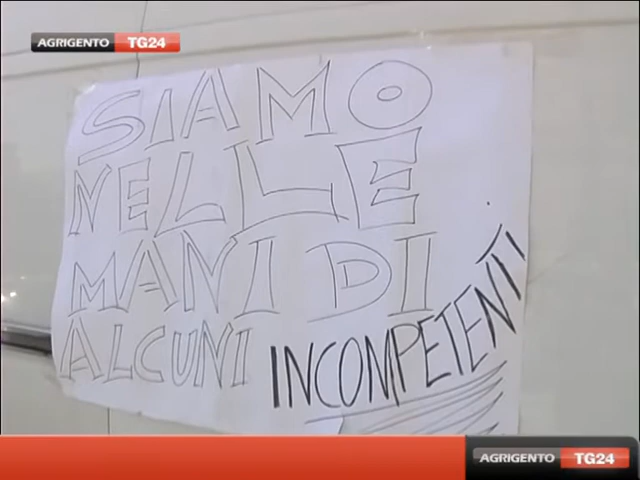 AGRIGENTO TG24
SIAMO
NELLE
MANI DI
ALCUNI INCOMPETENTI
AGRIGENTO TG24